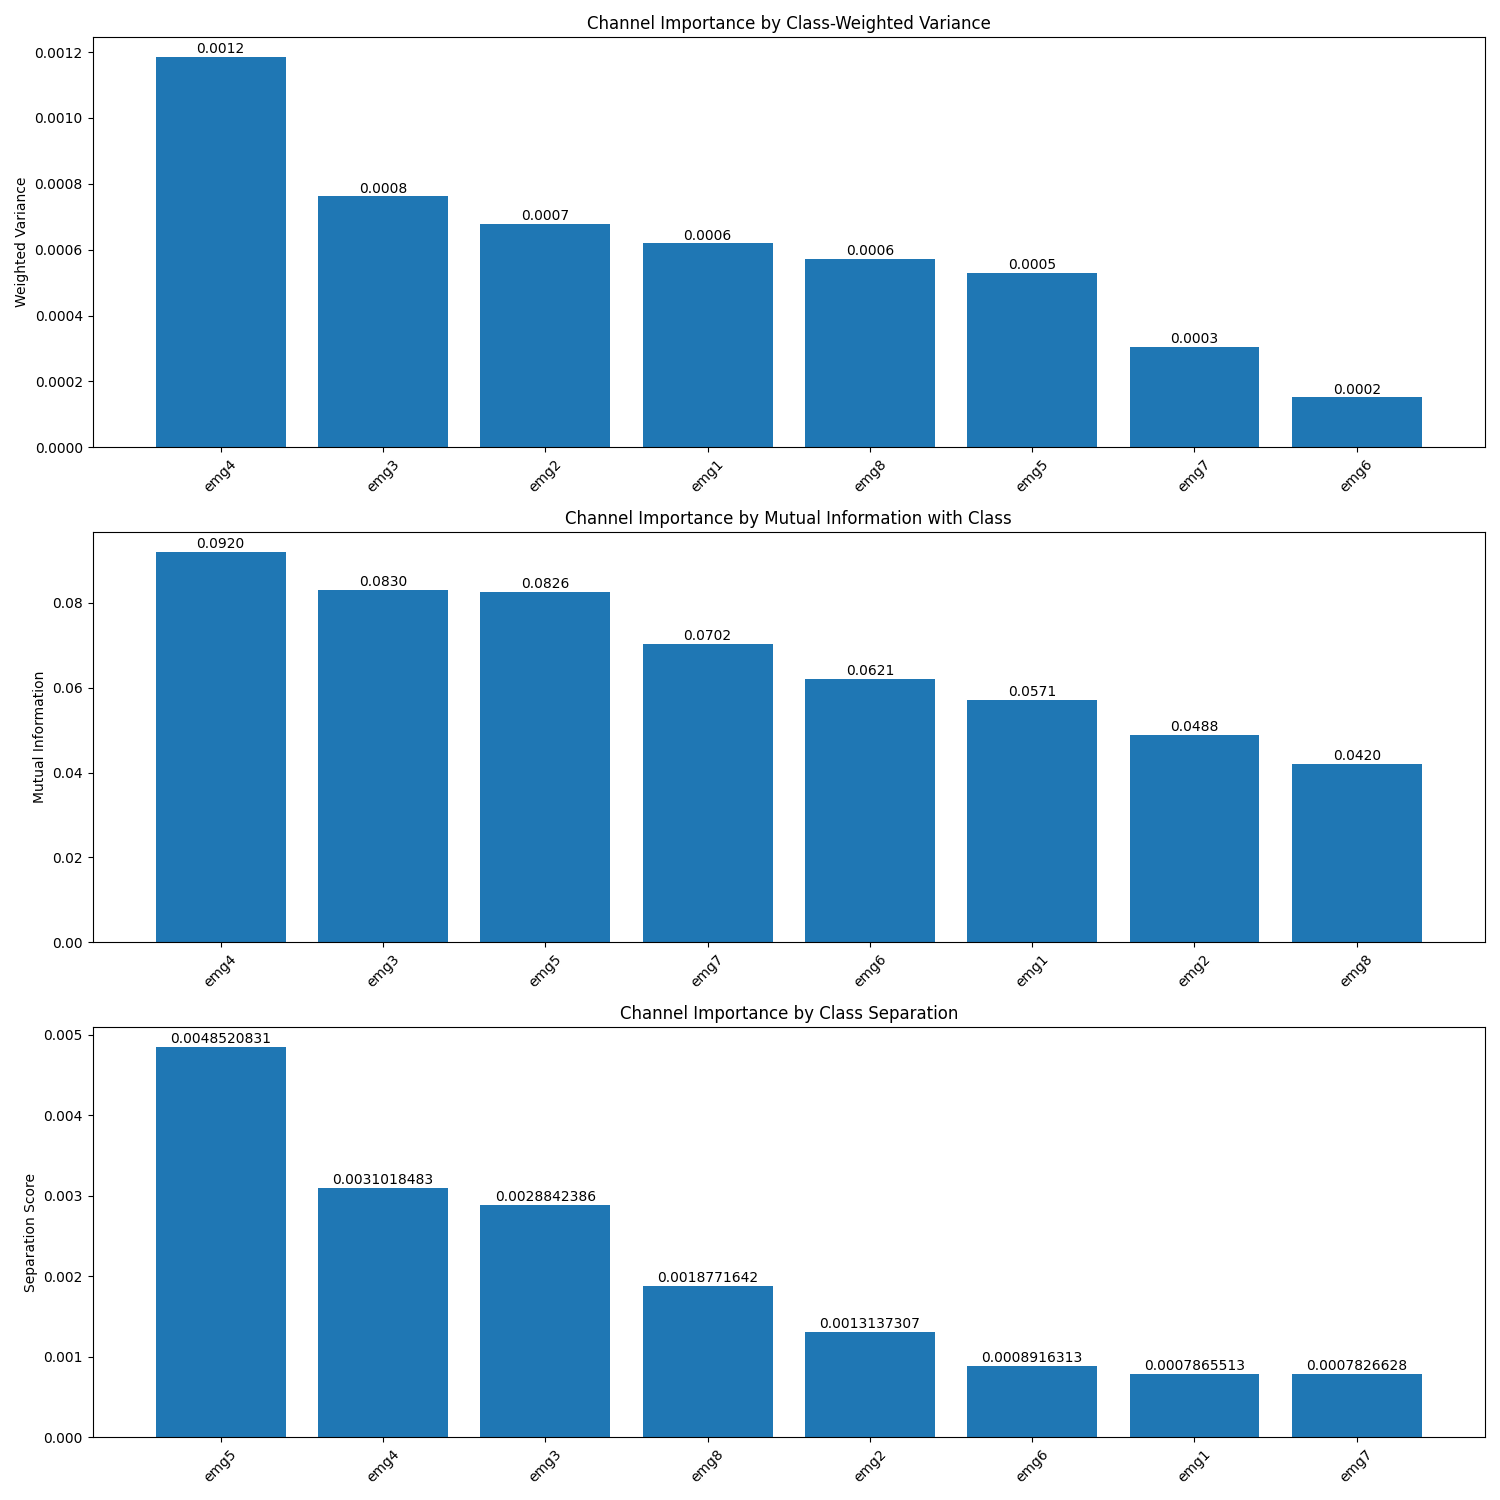 Channel Importance by Class-Weighted Variance
Weighted Variance
0.0012
0.0010
0.0008
0.0006
0.0004
0.0002
0.0000
0.0012
0.0008
0.0007
0.0006
0.0006
0.0005
0.0003
0.0002
emg4
emg3
emg2
emg1
emg8
emg5
emg7
emg6
Channel Importance by Mutual Information with Class
Mutual Information
0.08
0.06
0.04
0.02
0.00
0.0920
0.0830
0.0826
0.0702
0.0621
0.0571
0.0488
0.0420
emg4
emg3
emg5
emg7
emg6
emg1
emg2
emg8
Channel Importance by Class Separation
Separation Score
0.005
0.004
0.003
0.002
0.001
0.000
0.0048520831
0.0031018483
0.0028842386
0.0018771642
0.0013137307
0.0008916313
0.0007865513
0.0007826628
emg5
emg4
emg3
emg8
emg2
emg6
emg1
emg7